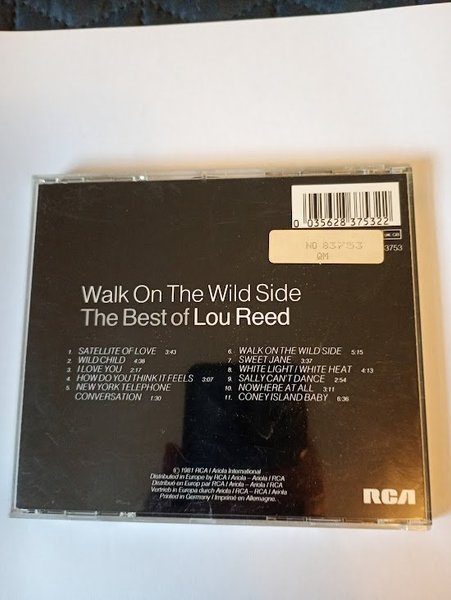 0 035628 375322
ND 83753
QM
3753
Walk On The Wild Side
The Best of Lou Reed
1. SATELLITE OF LOVE 3:43
2. WILD CHILD 4:38
3. I LOVE YOU 2:17
4. HOW DO YOU THINK IT FEELS 3:07
5. NEW YORK TELEPHONE
CONVERSATION 1:30
6. WALK ON THE WILD SIDE 5:15
7. SWEET JANE 3:37
8. WHITE LIGHT / WHITE HEAT 4:13
9. SALLY CAN'T DANCE 2:54
10. NOWHERE AT ALL 3:11
11. CONEY ISLAND BABY 6:36
Ⓟ 1981 RCA / Ariola International
Distributed in Europe by RCA / Ariola – Ariola / RCA
Distribué en Europe par RCA / Ariola – Ariola / RCA
Vertrieb in Europa durch Ariola / RCA – RCA / Ariola
Printed in Germany / Imprimé en Allemagne.
RCA